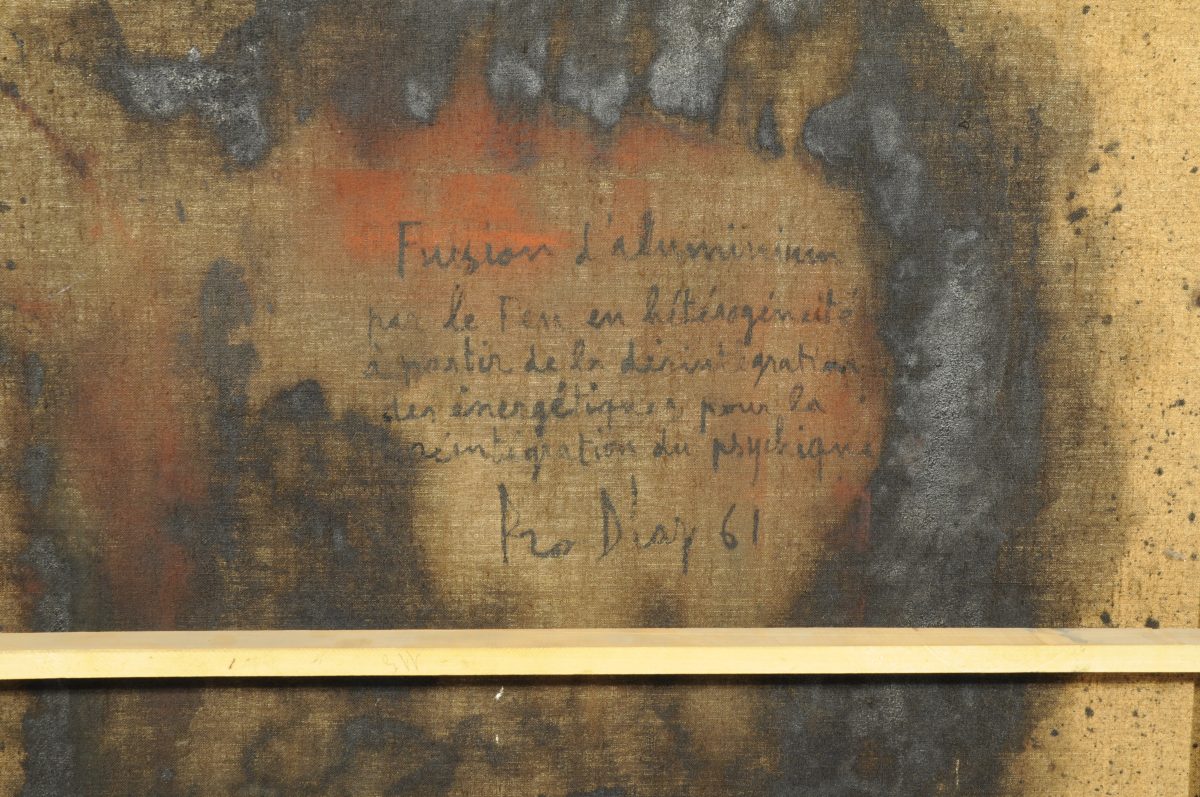 Fusion d'aluminium
par le Feu en hétérogénéité
à partir de la désintégration
des énergétiques pour la
réintégration du psychique
Pro Diaz 61